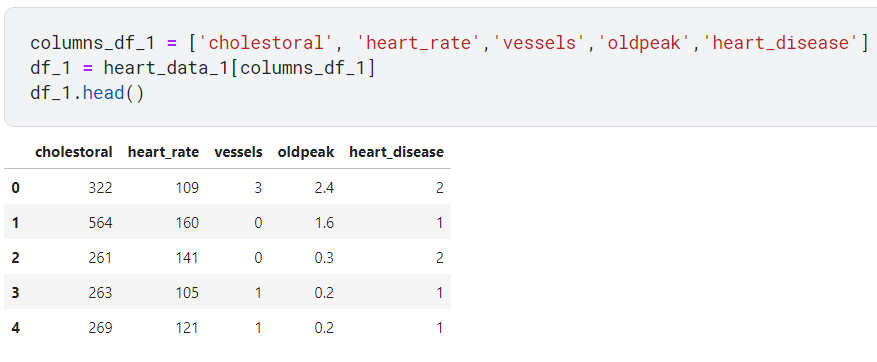 columns_df_1 = ['cholestoral', 'heart_rate','vessels','oldpeak','heart_disease']
df_1 = heart_data_1[columns_df_1]
df_1.head()
cholestoral heart_rate vessels oldpeak heart_disease
0 322 109 3 2.4 2
1 564 160 0 1.6 1
2 261 141 0 0.3 2
3 263 105 1 0.2 1
4 269 121 1 0.2 1